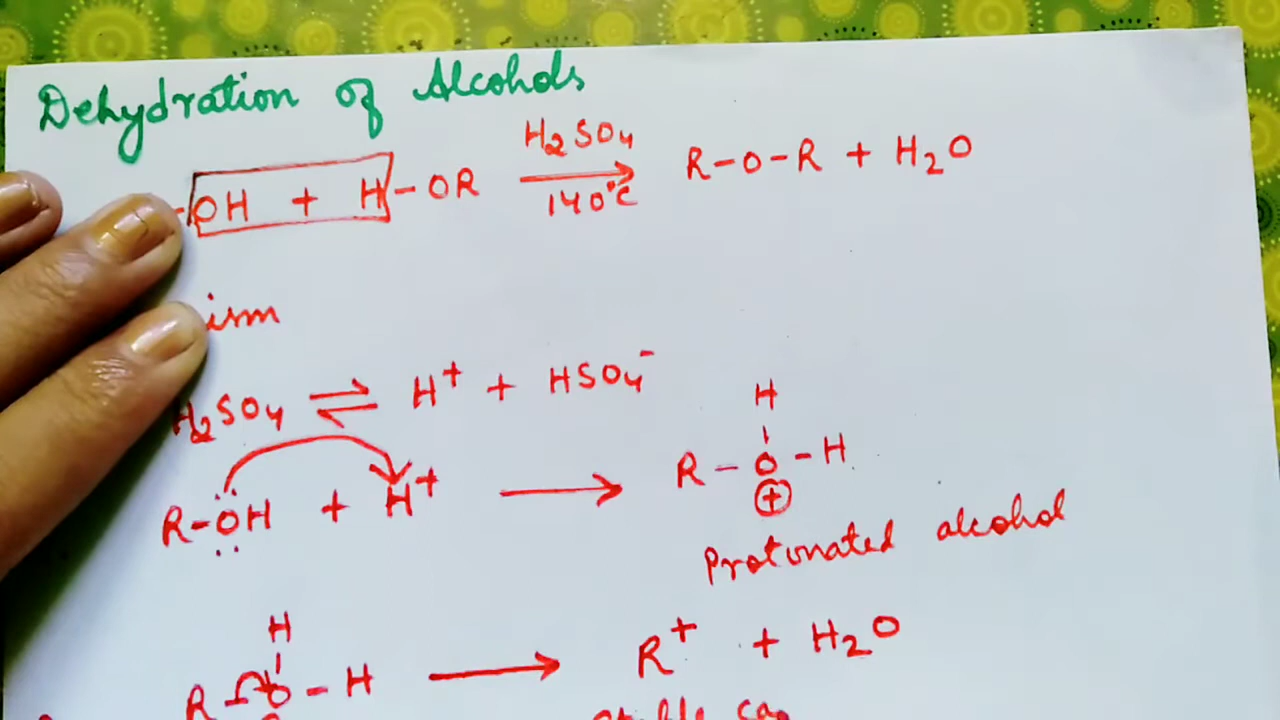 Dehydration of Alcohols
-OH + H-OR H2SO4 140°C R-O-R + H2O
ism
H2SO4 ⇌ H+ + HSO4-
H
R-ÖH + H+ → R-O-H
+
Protonated alcohol
H
R-O-H → R+ + H2O